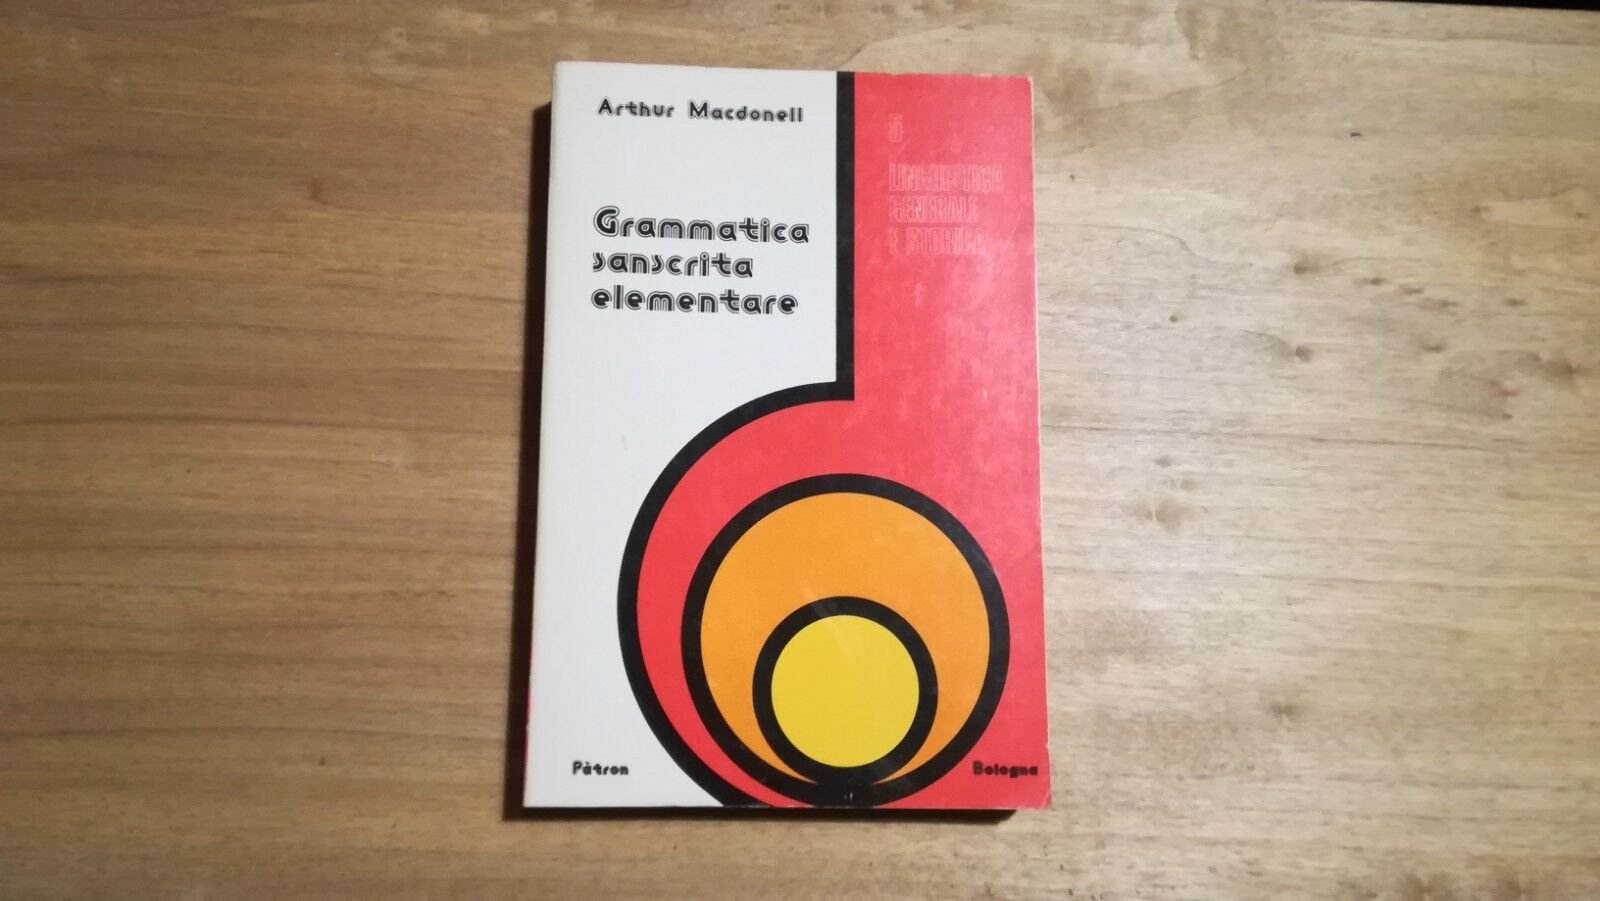 Arthur Macdonell
Grammatica
sanscrita
elementare
5
LINGUISTICA
GENERALE
E STORICA
Pàtron
Bologna